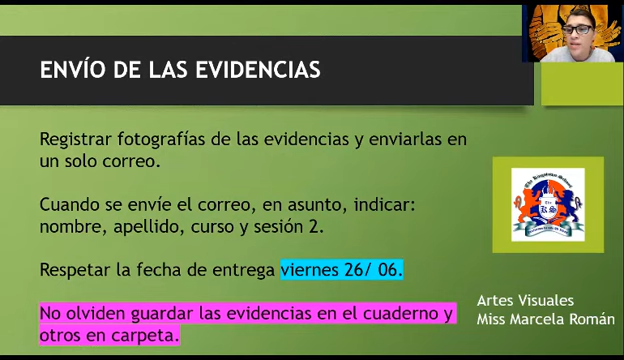 ENVÍO DE LAS EVIDENCIAS
Registrar fotografías de las evidencias y enviarlas en
un solo correo.
Cuando se envíe el correo, en asunto, indicar:
nombre, apellido, curso y sesión 2.
Respetar la fecha de entrega viernes 26/ 06.
No olviden guardar las evidencias en el cuaderno y
otros en carpeta.
Artes Visuales
Miss Marcela Román